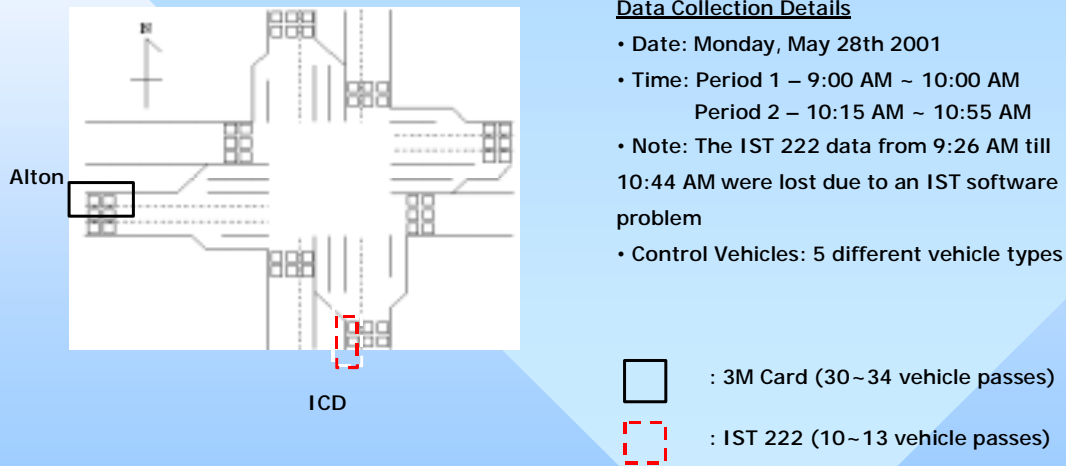 N
Alton
ICD
Data Collection Details
• Date: Monday, May 28th 2001
• Time: Period 1 – 9:00 AM ~ 10:00 AM
Period 2 – 10:15 AM ~ 10:55 AM
• Note: The IST 222 data from 9:26 AM till
10:44 AM were lost due to an IST software
problem
• Control Vehicles: 5 different vehicle types
: 3M Card (30~34 vehicle passes)
: IST 222 (10~13 vehicle passes)